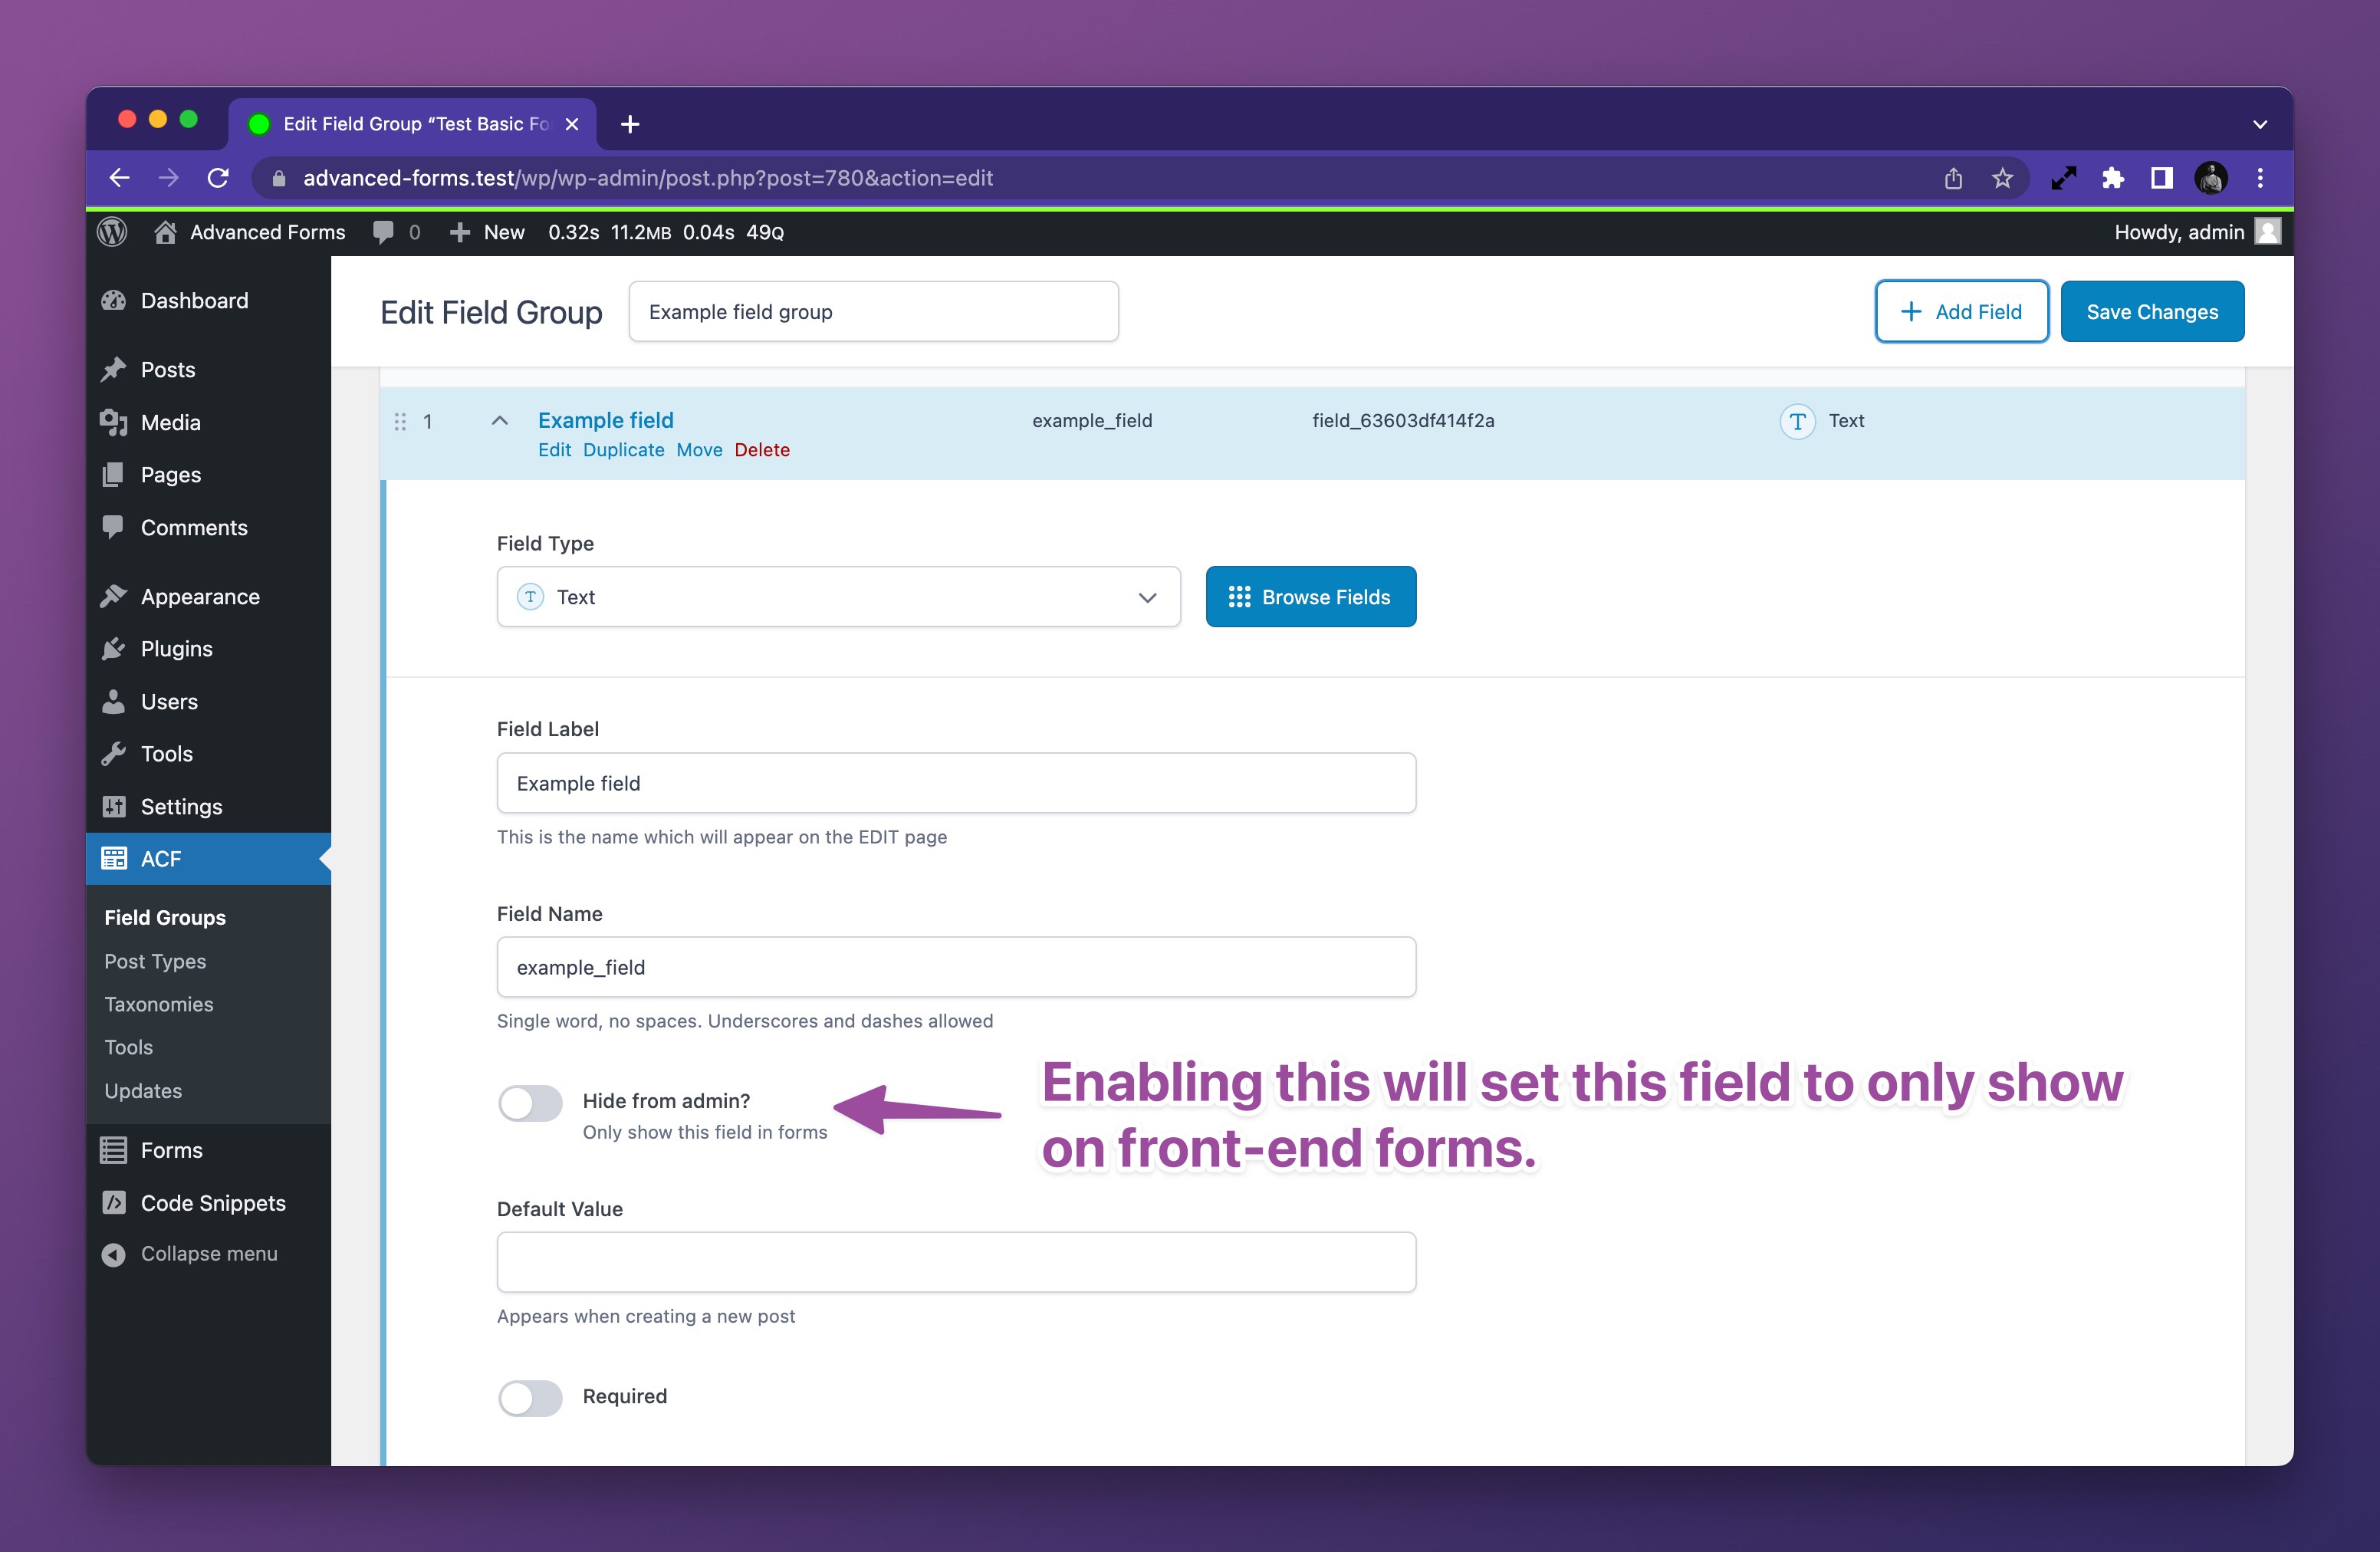 Edit Field Group “Test Basic Fo
advanced-forms.test/wp/wp-admin/post.php?post=780&action=edit
Advanced Forms 0 New 0.32s 11.2MB 0.04s 49Q Howdy, admin
Dashboard
Posts
Media
Pages
Comments
Appearance
Plugins
Users
Tools
Settings
ACF
Field Groups
Post Types
Taxonomies
Tools
Updates
Forms
Code Snippets
Collapse menu
Edit Field Group Example field group Add Field Save Changes
1 Example field example_field field_63603df414f2a T Text
Edit Duplicate Move Delete
Field Type
T Text Browse Fields
Field Label
Example field
This is the name which will appear on the EDIT page
Field Name
example_field
Single word, no spaces. Underscores and dashes allowed
Hide from admin?
Only show this field in forms
Enabling this will set this field to only show
on front-end forms.
Default Value
Appears when creating a new post
Required